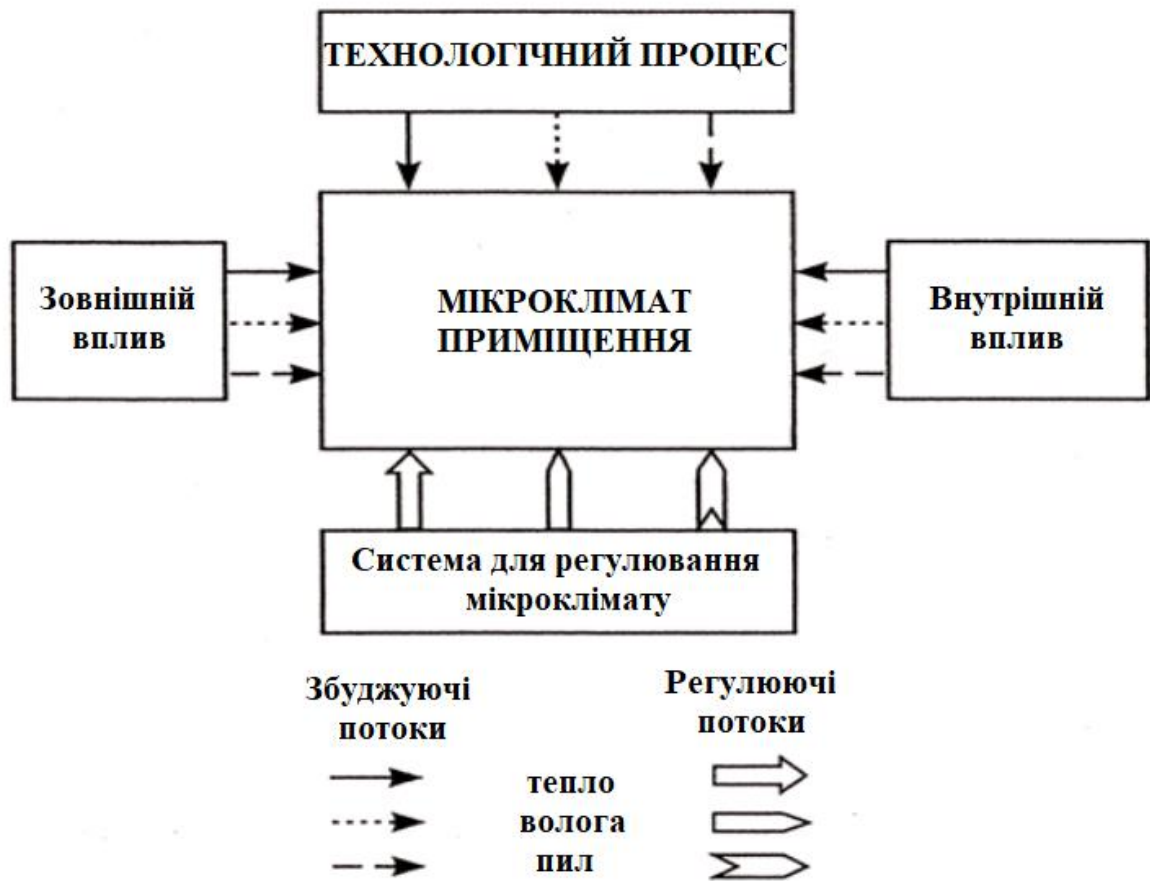 ТЕХНОЛОГІЧНИЙ ПРОЦЕС
Зовнішній
вплив
МІКРОКЛІМАТ
ПРИМІЩЕННЯ
Внутрішній
вплив
Система для регулювання
мікроклімату
Збуджуючі
потоки
Регулюючі
потоки
тепло
волога
пил